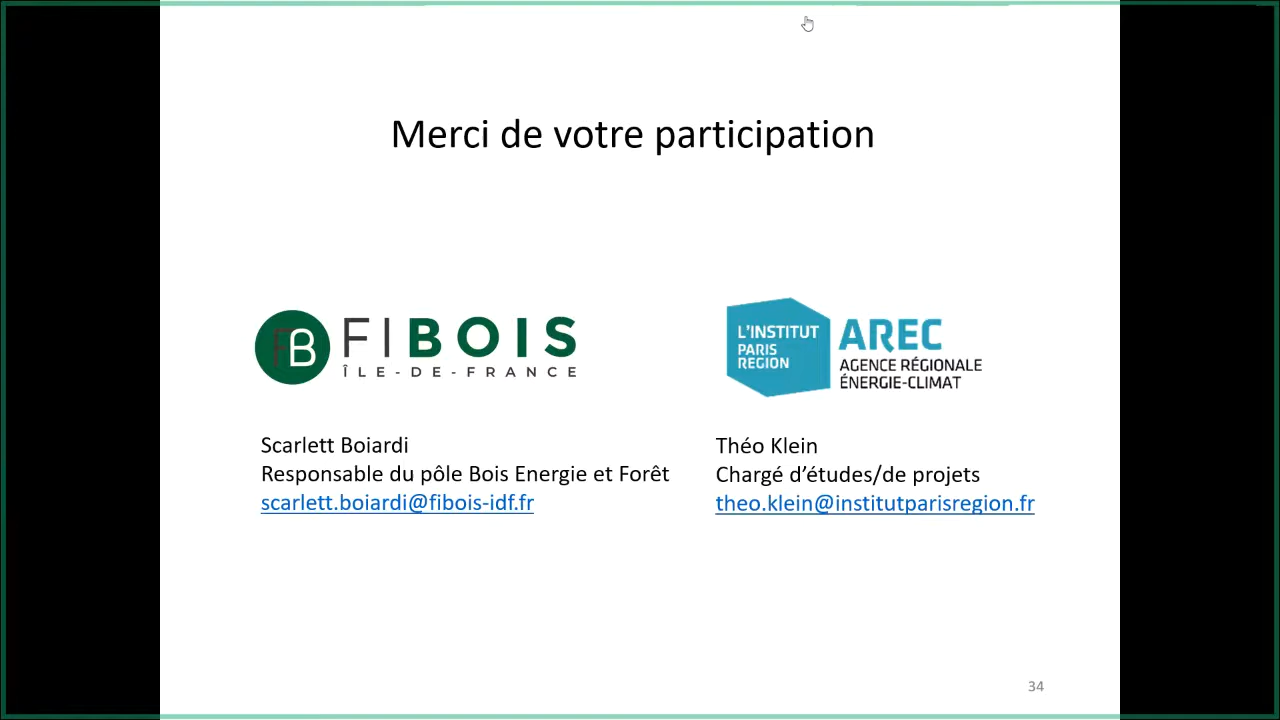 Merci de votre participation
FB FIBOIS
ÎLE-DE-FRANCE
L'INSTITUT
PARIS
REGION
AREC
AGENCE RÉGIONALE
ÉNERGIE-CLIMAT
Scarlett Boiardi
Responsable du pôle Bois Energie et Forêt
scarlett.boiardi@fibois-idf.fr
Théo Klein
Chargé d’études/de projets
theo.klein@institutparisregion.fr
34